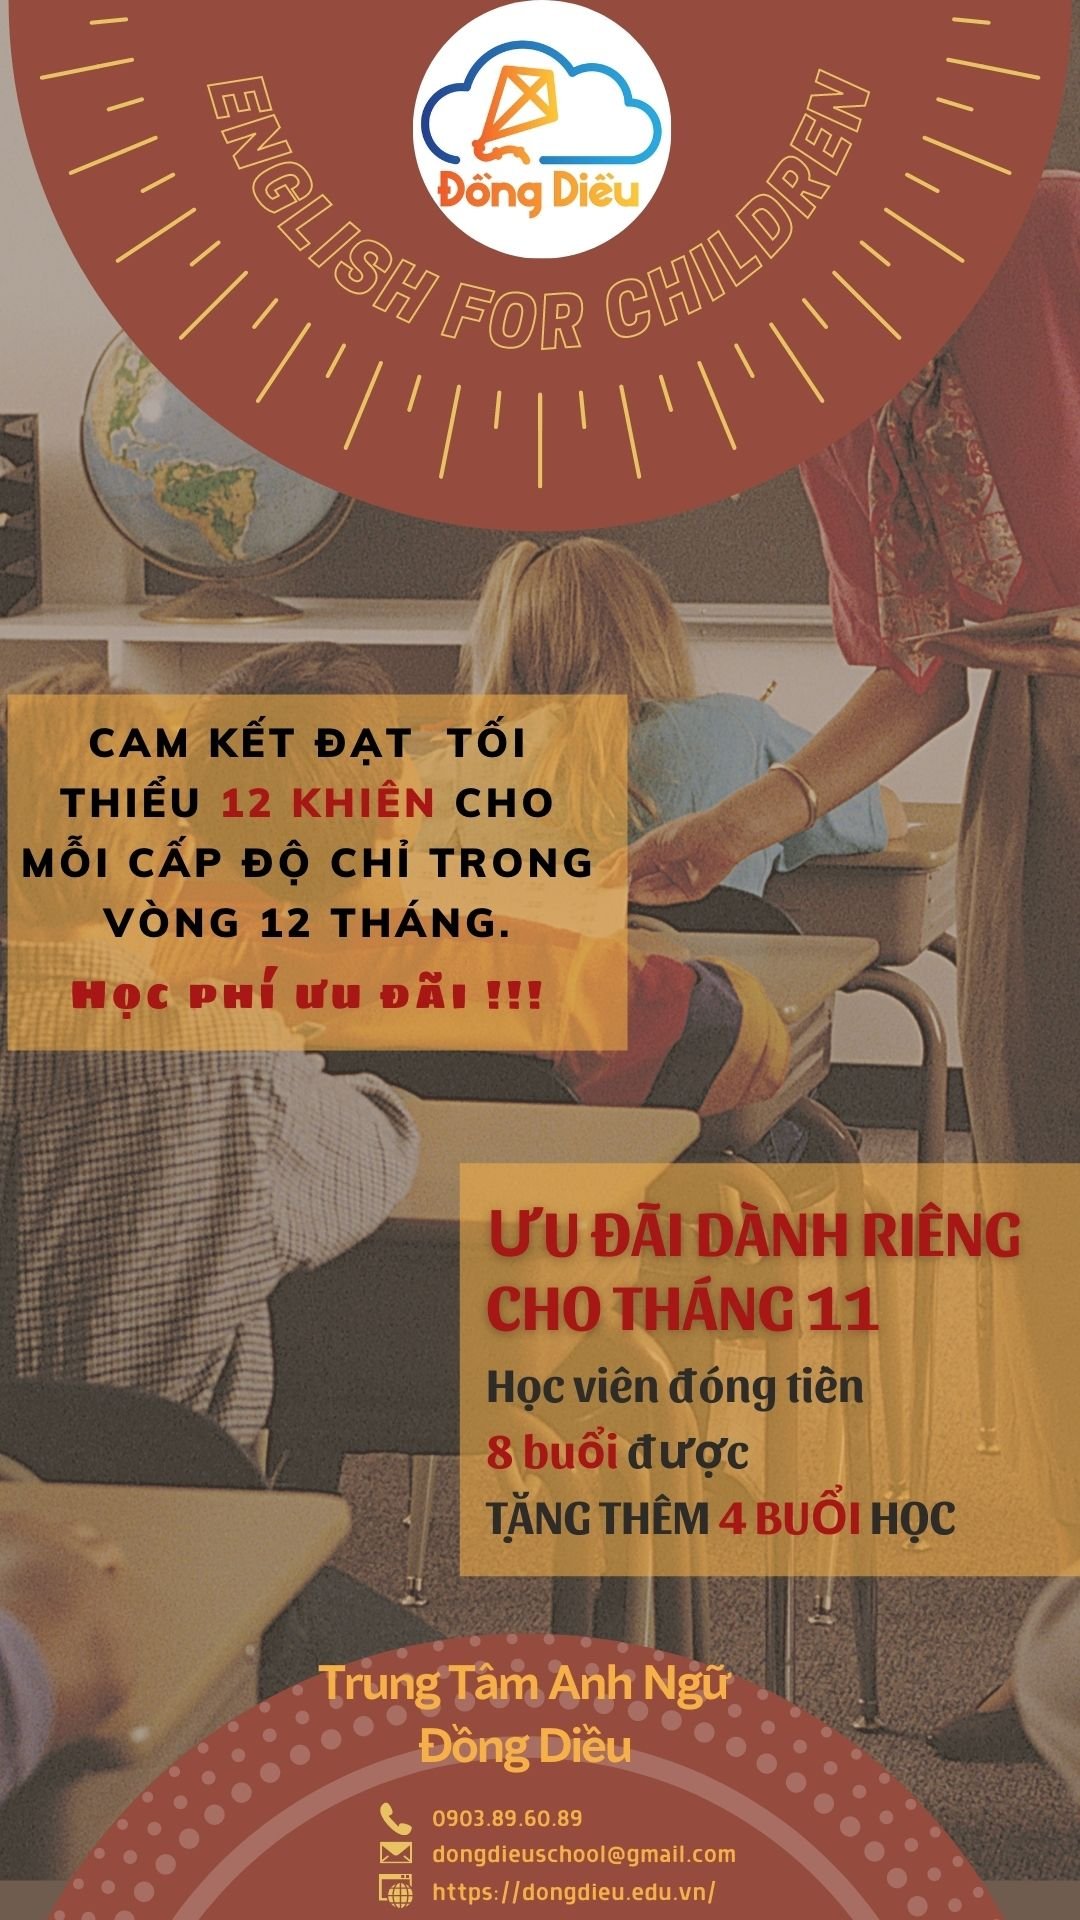 Đồng Diều
ENGLISH FOR CHILDREN
CAM KẾT ĐẠT TỐI
THIỂU 12 KHIÊN CHO
MỖI CẤP ĐỘ CHỈ TRONG
VÒNG 12 THÁNG.
Học phí ưu đãi !!!
ƯU ĐÃI DÀNH RIÊNG
CHO THÁNG 11
Học viên đóng tiền
8 buổi được
TẶNG THÊM 4 BUỔI HỌC
Trung Tâm Anh Ngữ
Đồng Diều
0903.89.60.89
dongdieuschool@gmail.com
https://dongdieu.edu.vn/